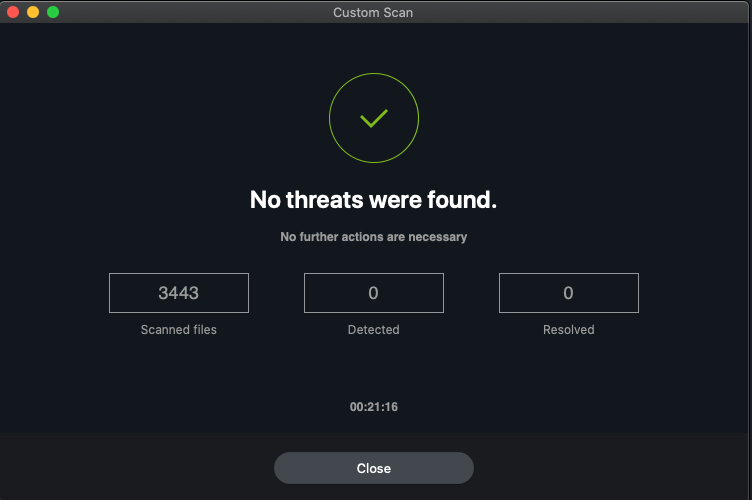 Custom Scan
No threats were found.
No further actions are necessary
3443 0 0
Scanned files Detected Resolved
00:21:16
Close